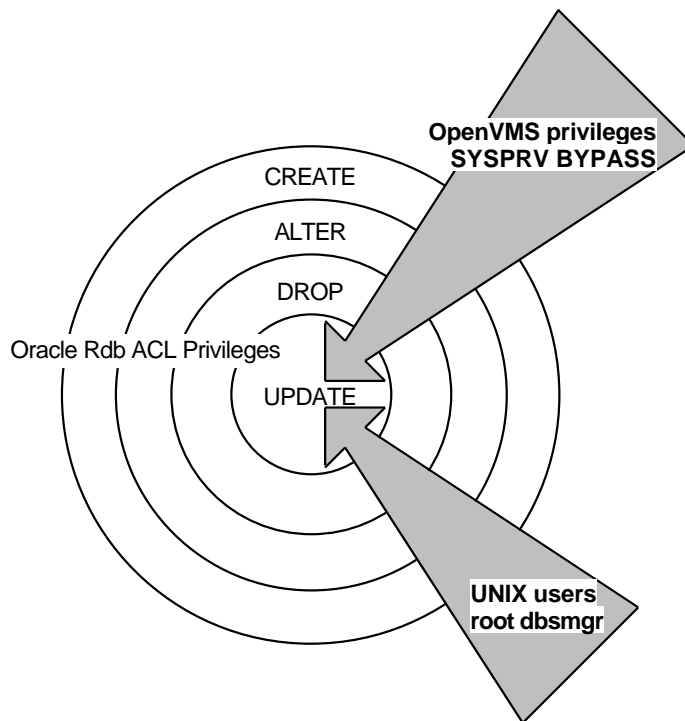 OpenVMS privileges
SYSPRV BYPASS
CREATE
ALTER
DROP
Oracle Rdb ACL Privileges
UPDATE
UNIX users
root dbsmgr